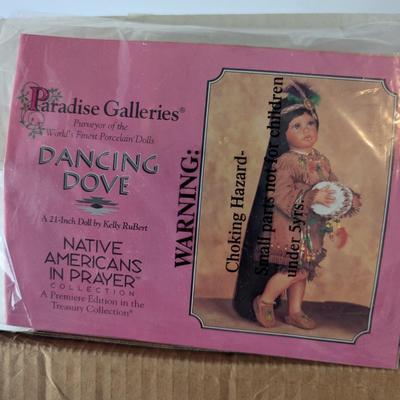 Paradise Galleries®
Purveyor of the
World's Finest Porcelain Dolls
DANCING
DOVE
A 21-Inch Doll by Kelly RuBert
NATIVE
AMERICANS
IN PRAYER™
COLLECTION
A Premiere Edition in the
Treasury Collection®
WARNING:
Choking Hazard-
Small parts not for children
under 5yrs.